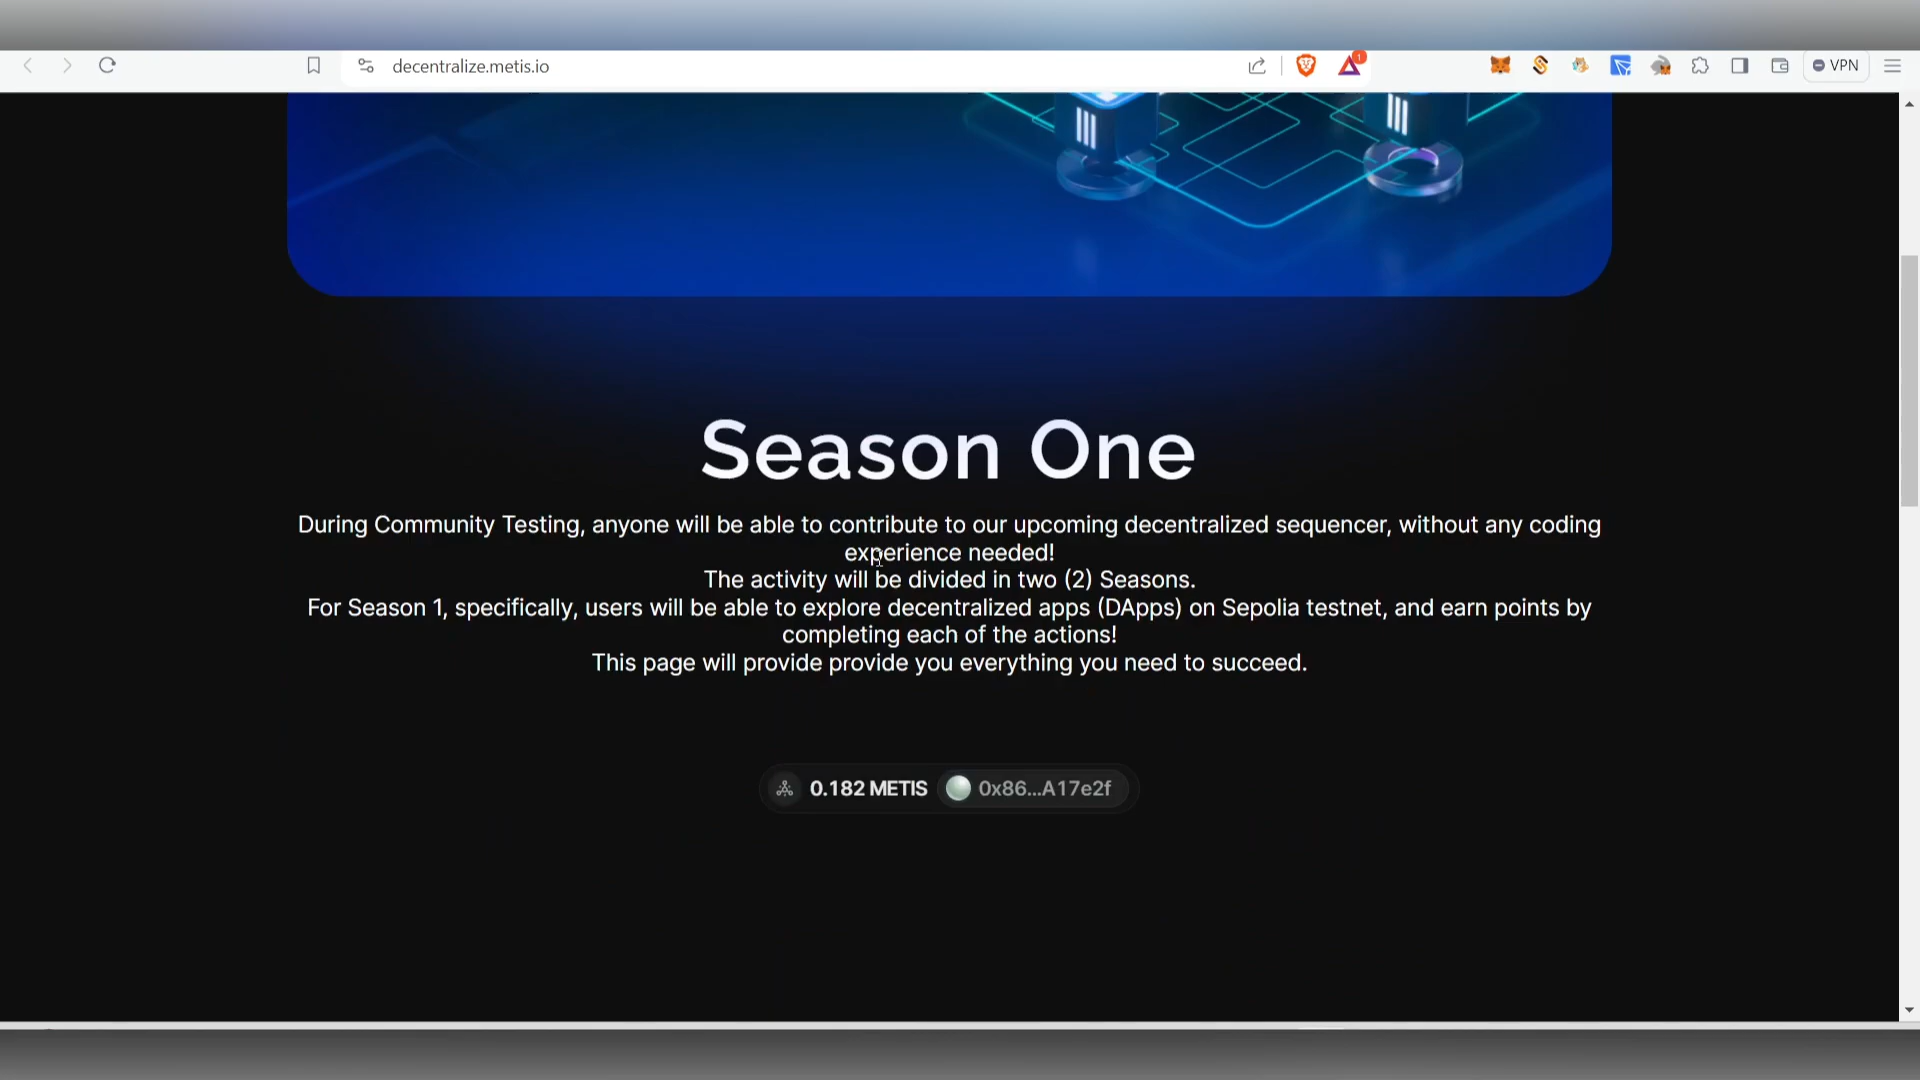 decentralize.metis.io
1
VPN
Season One
During Community Testing, anyone will be able to contribute to our upcoming decentralized sequencer, without any coding
experience needed!
The activity will be divided in two (2) Seasons.
For Season 1, specifically, users will be able to explore decentralized apps (DApps) on Sepolia testnet, and earn points by
completing each of the actions!
This page will provide provide you everything you need to succeed.
0.182 METIS 0x86...A17e2f